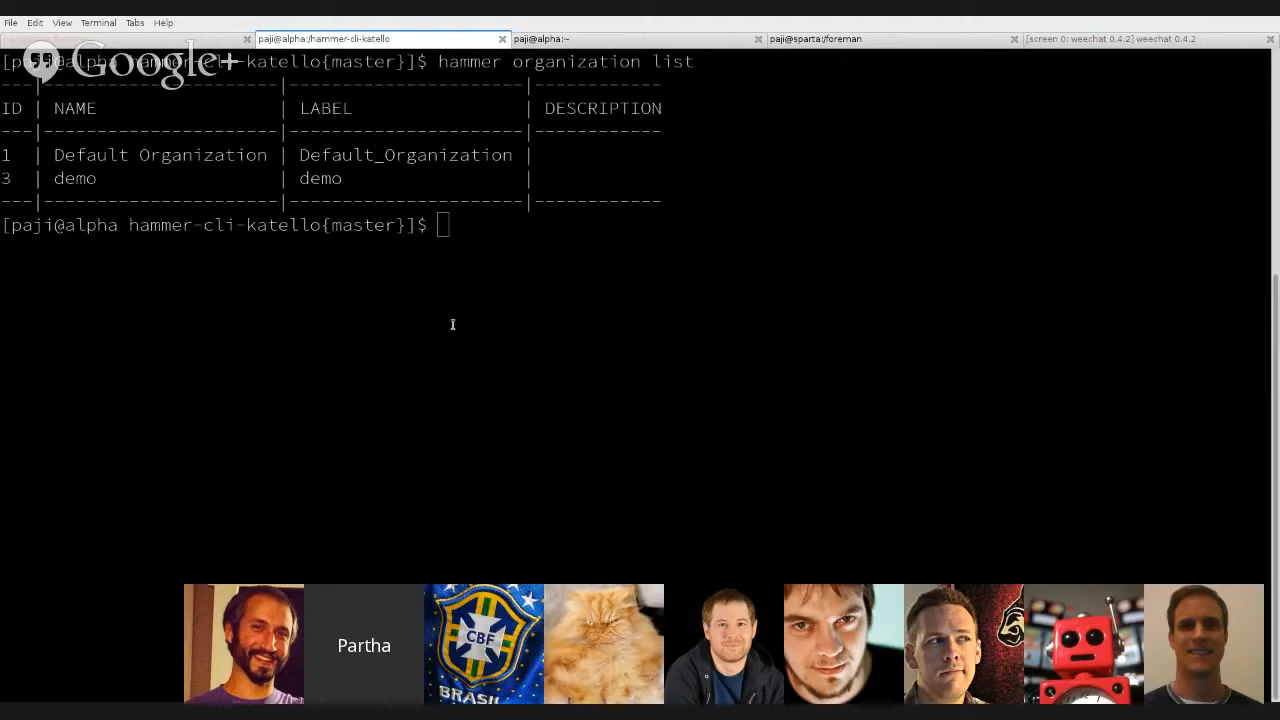 File Edit View Terminal Tabs Help
paji@alpha:/hammer-cli-katello paji@alpha:~ paji@sparta:/foreman [screen 0: weechat 0.4.2] weechat 0.4.2
Google+
[paji@alpha hammer-cli-katello{master}]$ hammer organization list
---|----------------------|----------------------|------------
ID | NAME | LABEL | DESCRIPTION
---|----------------------|----------------------|------------
1 | Default Organization | Default_Organization |
3 | demo | demo |
---|----------------------|----------------------|------------
[paji@alpha hammer-cli-katello{master}]$
Partha
CBF
BRASIL